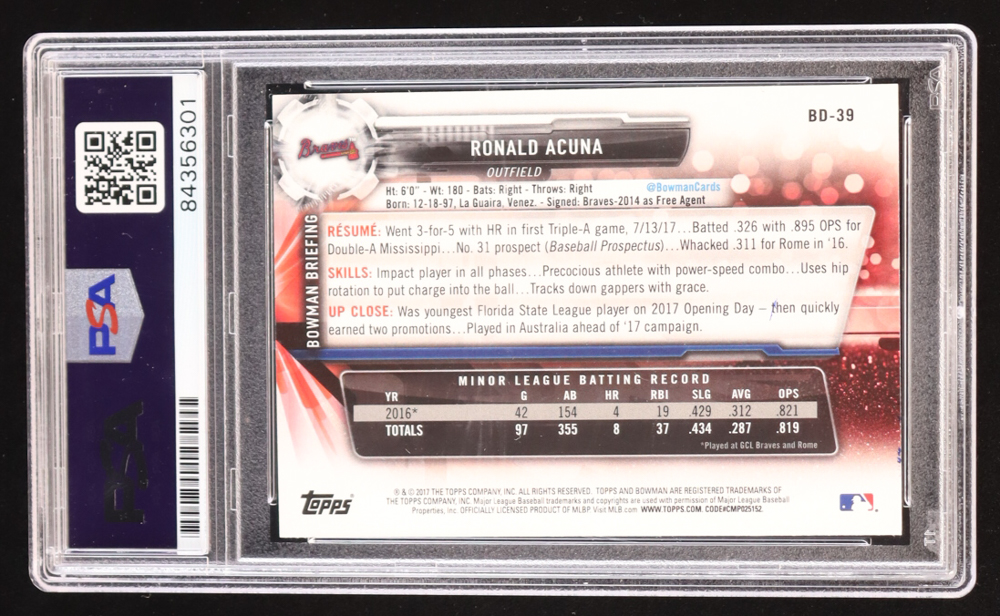 84356301
PSA
PSA
BD-39
Braves
RONALD ACUNA
OUTFIELD
Ht: 6'0" - Wt: 180 - Bats: Right - Throws: Right
@BowmanCards
Born: 12-18-97, La Guaira, Venez. - Signed: Braves-2014 as Free Agent
BOWMAN BRIEFING
RÉSUMÉ: Went 3-for-5 with HR in first Triple-A game, 7/13/17...Batted .326 with .895 OPS for
Double-A Mississippi...No. 31 prospect (Baseball Prospectus)...Whacked .311 for Rome in '16.
SKILLS: Impact player in all phases...Precocious athlete with power-speed combo...Uses hip
rotation to put charge into the ball...Tracks down gappers with grace.
UP CLOSE: Was youngest Florida State League player on 2017 Opening Day – then quickly
earned two promotions...Played in Australia ahead of '17 campaign.
MINOR LEAGUE BATTING RECORD
YR G AB HR RBI SLG AVG OPS
2016* 42 154 4 19 .429 .312 .821
TOTALS 97 355 8 37 .434 .287 .819
*Played at GCL Braves and Rome
Topps
® & © 2017 THE TOPPS COMPANY, INC. ALL RIGHTS RESERVED. TOPPS AND BOWMAN ARE REGISTERED TRADEMARKS OF
THE TOPPS COMPANY, INC. Major League Baseball trademarks and copyrights are used with permission of Major League Baseball
Properties, Inc. OFFICIALLY LICENSED PRODUCT OF MLBP. Visit MLB.com WWW.TOPPS.COM. CODE#CMP025152
PSA